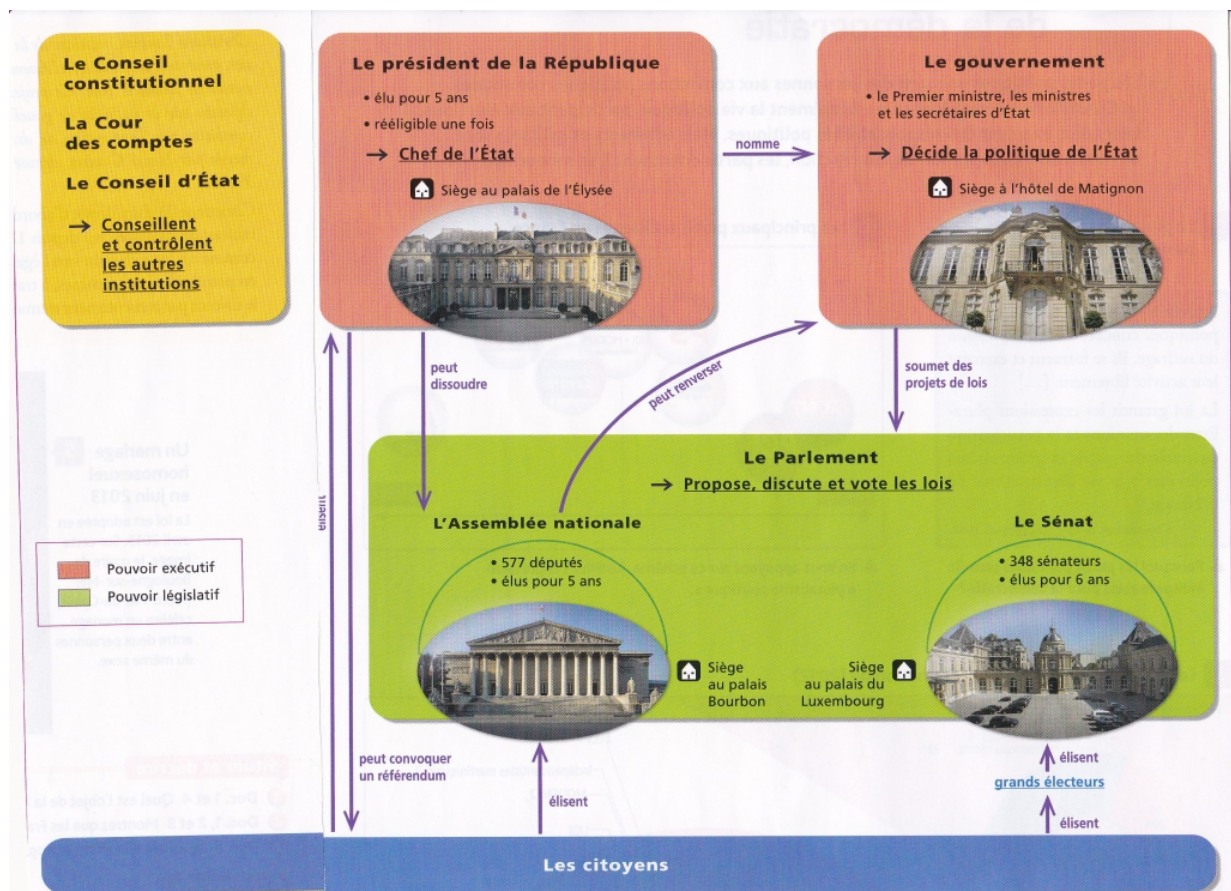 Le Conseil
constitutionnel
La Cour
des comptes
Le Conseil d'État
→ Conseillent
et contrôlent
les autres
institutions
Le président de la République
• élu pour 5 ans
• rééligible une fois
→ Chef de l'État
Siège au palais de l'Élysée
nomme
Le gouvernement
• le Premier ministre, les ministres
et les secrétaires d'État
→ Décide la politique de l'État
Siège à l'hôtel de Matignon
peut
dissoudre
peut renverser
soumet des
projets de lois
Le Parlement
→ Propose, discute et vote les lois
L'Assemblée nationale
• 577 députés
• élus pour 5 ans
Siège
au palais
Bourbon
Le Sénat
• 348 sénateurs
• élus pour 6 ans
Siège
au palais du
Luxembourg
Pouvoir exécutif
Pouvoir législatif
peut convoquer
un référendum
élisent
élisent
grands électeurs
élisent
Les citoyens